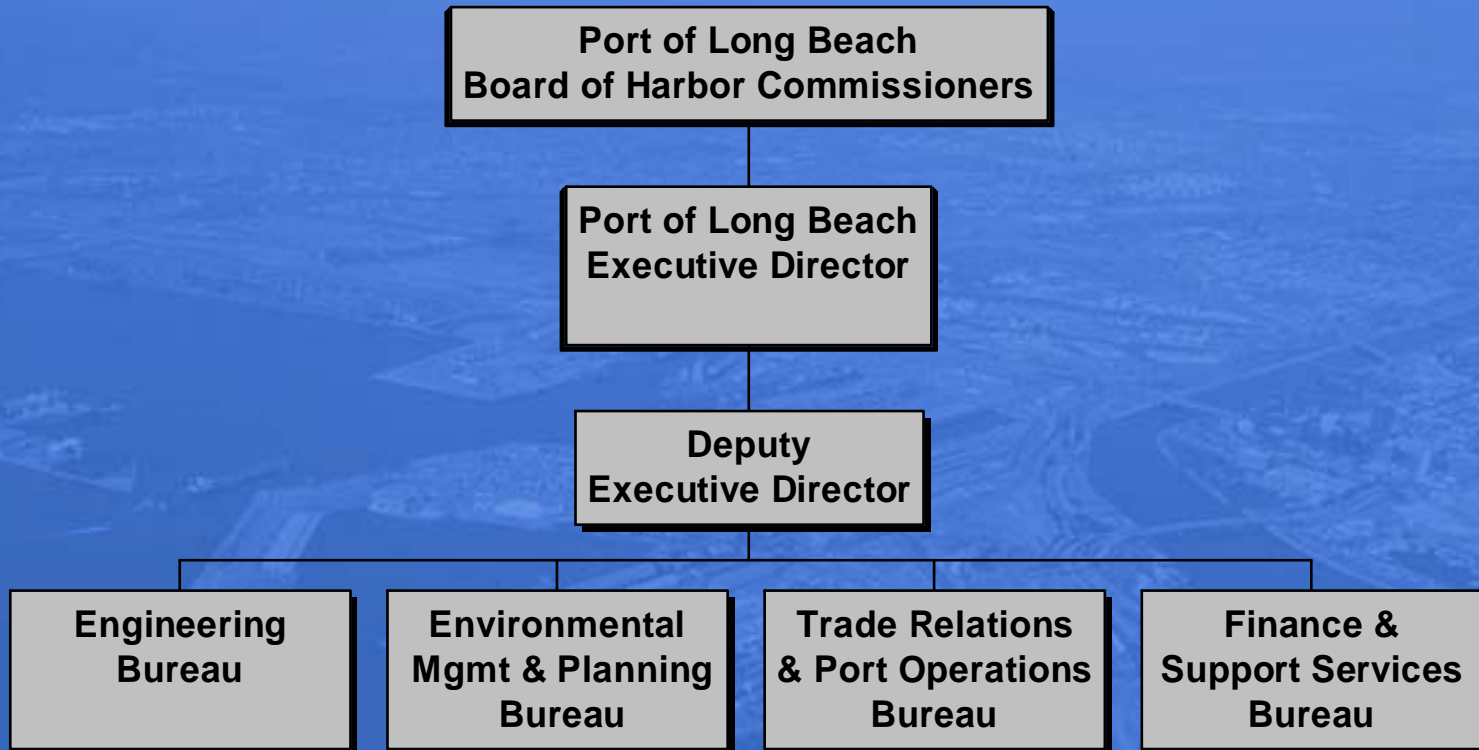 Port of Long Beach
Board of Harbor Commissioners
Port of Long Beach
Executive Director
Deputy
Executive Director
Engineering
Bureau
Environmental
Mgmt & Planning
Bureau
Trade Relations
& Port Operations
Bureau
Finance &
Support Services
Bureau